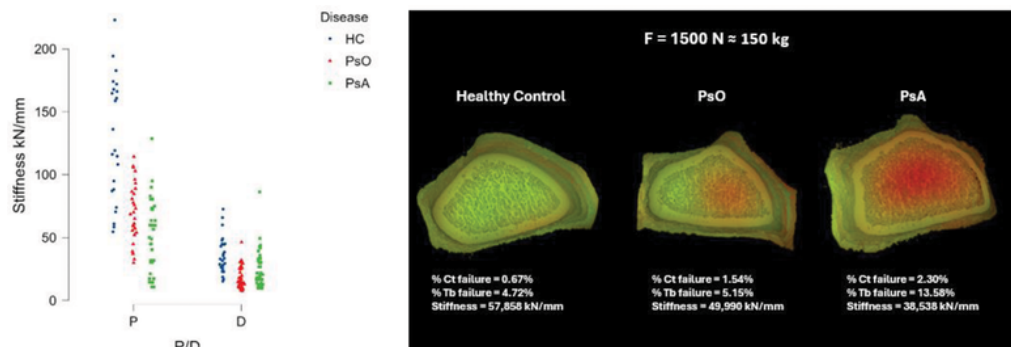 Disease
HC
PsO
PsA
Stiffness kN/mm
200
150
100
50
0
P
D
P/D
F = 1500 N ≈ 150 kg
Healthy Control
PsO
PsA
% Ct failure = 0.67%
% Tb failure = 4.72%
Stiffness = 57,858 kN/mm
% Ct failure = 1.54%
% Tb failure = 5.15%
Stiffness = 49,990 kN/mm
% Ct failure = 2.30%
% Tb failure = 13.58%
Stiffness = 38,538 kN/mm